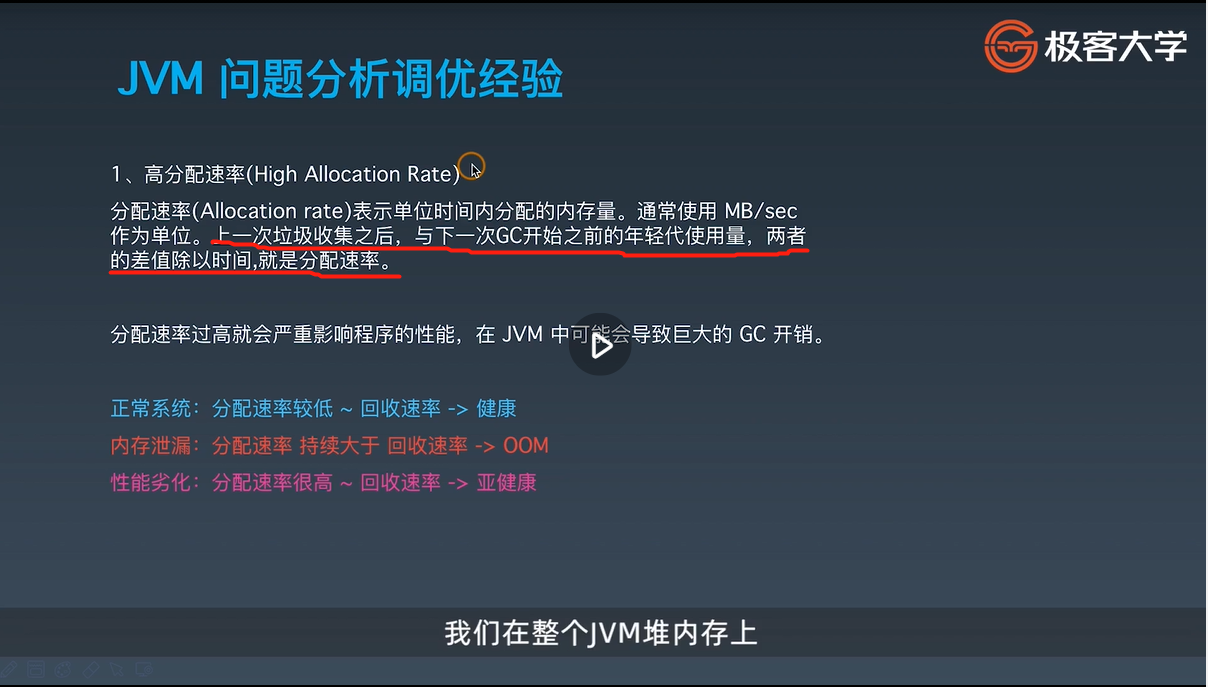 极客大学
JVM 问题分析调优经验
1、高分配速率(High Allocation Rate)
分配速率(Allocation rate)表示单位时间内分配的内存量。通常使用 MB/sec
作为单位。上一次垃圾收集之后，与下一次GC开始之前的年轻代使用量，两者
的差值除以时间,就是分配速率。
分配速率过高就会严重影响程序的性能，在 JVM 中可能会导致巨大的 GC 开销。
正常系统：分配速率较低 ~ 回收速率 -> 健康
内存泄漏：分配速率 持续大于 回收速率 -> OOM
性能劣化：分配速率很高 ~ 回收速率 -> 亚健康
我们在整个JVM堆内存上